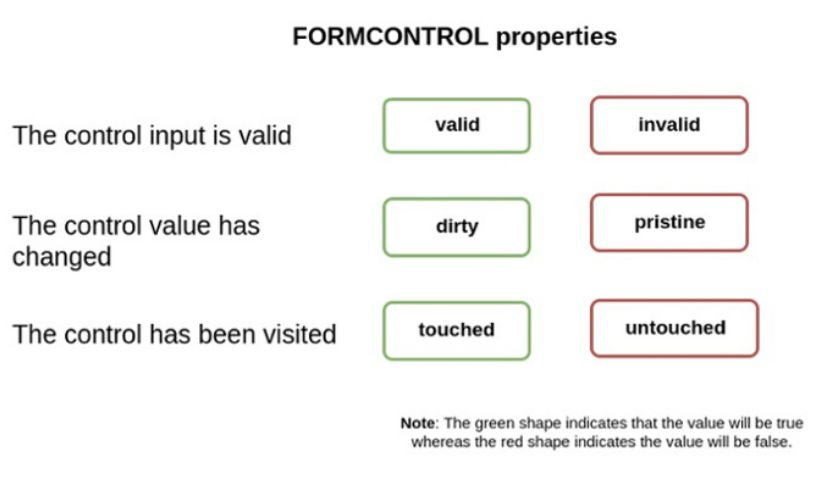 FORMCONTROL properties
The control input is valid
valid
invalid
The control value has
changed
dirty
pristine
The control has been visited
touched
untouched
Note: The green shape indicates that the value will be true
whereas the red shape indicates the value will be false.